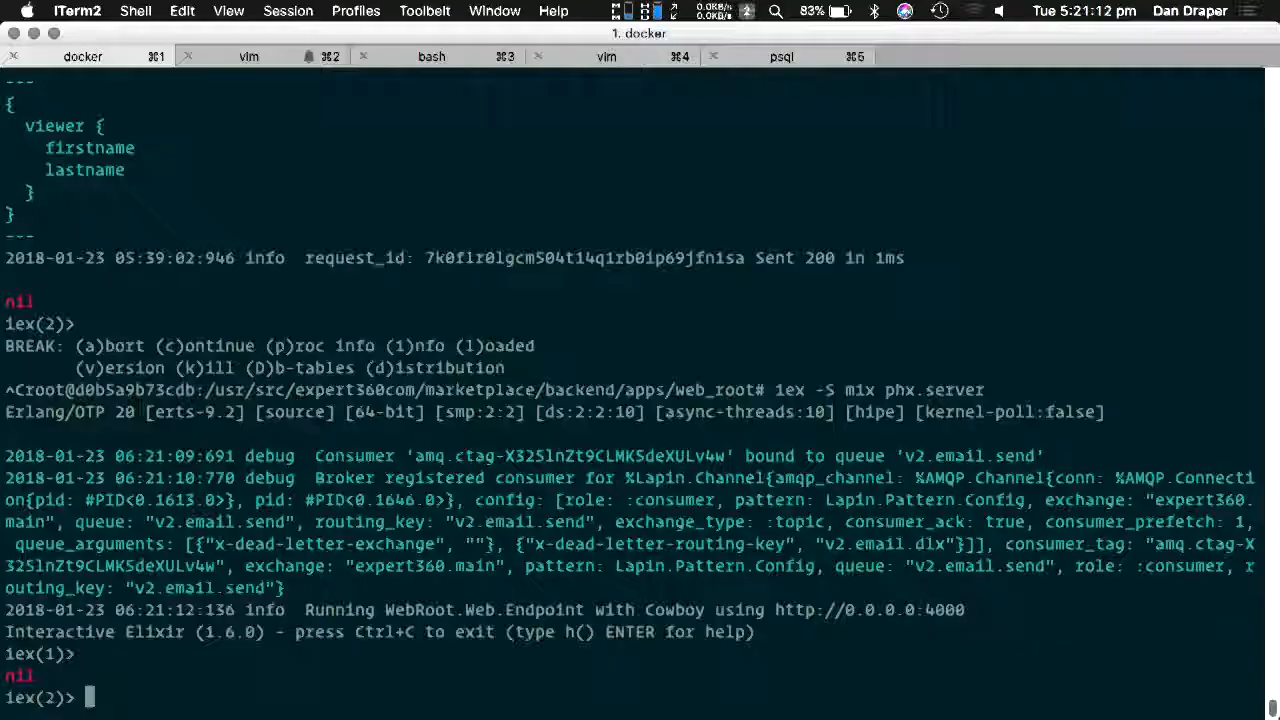 iTerm2 Shell Edit View Session Profiles Toolbelt Window Help 0.0KB/s 0.0KB/s 83% Tue 5:21:12 pm Dan Draper
1. docker
docker ⌘1 vim ⌘2 bash ⌘3 vim ⌘4 psql ⌘5
---
{
viewer {
firstname
lastname
}
}
---
2018-01-23 05:39:02:946 info request_id: 7k0flr0lgcm504t14q1rb0ip69jfn1sa Sent 200 in 1ms
nil
iex(2)>
BREAK: (a)bort (c)ontinue (p)roc info (i)nfo (l)oaded
(v)ersion (k)ill (D)b-tables (d)istribution
^Croot@d0b5a9b73cdb:/usr/src/expert360com/marketplace/backend/apps/web_root# iex -S mix phx.server
Erlang/OTP 20 [erts-9.2] [source] [64-bit] [smp:2:2] [ds:2:2:10] [async-threads:10] [hipe] [kernel-poll:false]
2018-01-23 06:21:09:691 debug Consumer 'amq.ctag-X325lnZt9CLMK5deXULv4w' bound to queue 'v2.email.send'
2018-01-23 06:21:10:770 debug Broker registered consumer for %Lapin.Channel{amqp_channel: %AMQP.Channel{conn: %AMQP.Connecti
on{pid: #PID<0.1613.0>}, pid: #PID<0.1646.0>}, config: [role: :consumer, pattern: Lapin.Pattern.Config, exchange: "expert360.
main", queue: "v2.email.send", routing_key: "v2.email.send", exchange_type: :topic, consumer_ack: true, consumer_prefetch: 1,
queue_arguments: [{"x-dead-letter-exchange", ""}, {"x-dead-letter-routing-key", "v2.email.dlx"}]], consumer_tag: "amq.ctag-X
325lnZt9CLMK5deXULv4w", exchange: "expert360.main", pattern: Lapin.Pattern.Config, queue: "v2.email.send", role: :consumer, r
outing_key: "v2.email.send"}
2018-01-23 06:21:12:136 info Running WebRoot.Web.Endpoint with Cowboy using http://0.0.0.0:4000
Interactive Elixir (1.6.0) - press Ctrl+C to exit (type h() ENTER for help)
iex(1)>
nil
iex(2)>